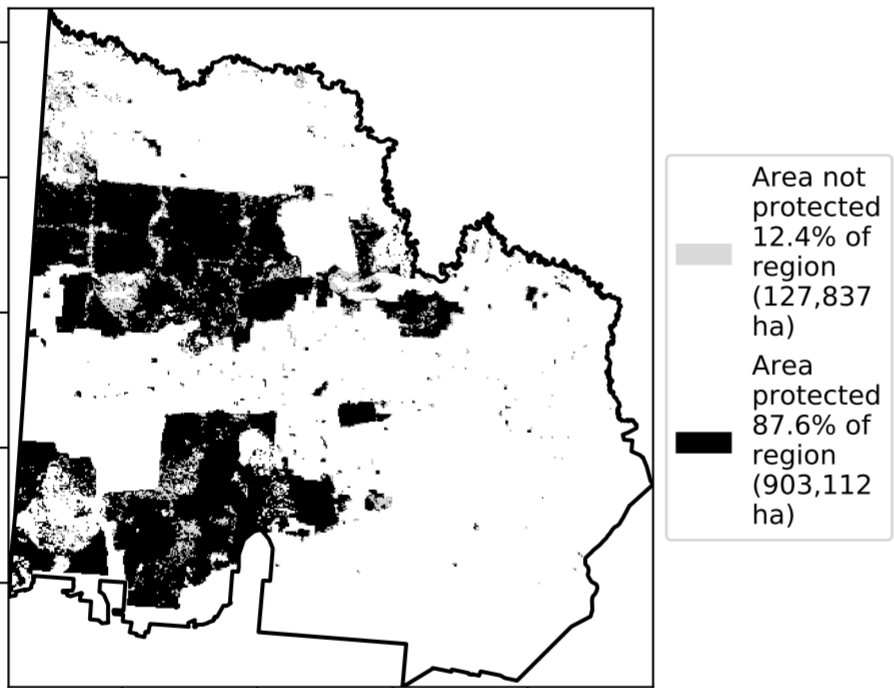 Area not
protected
12.4% of
region
(127,837
ha)
Area
protected
87.6% of
region
(903,112
ha)